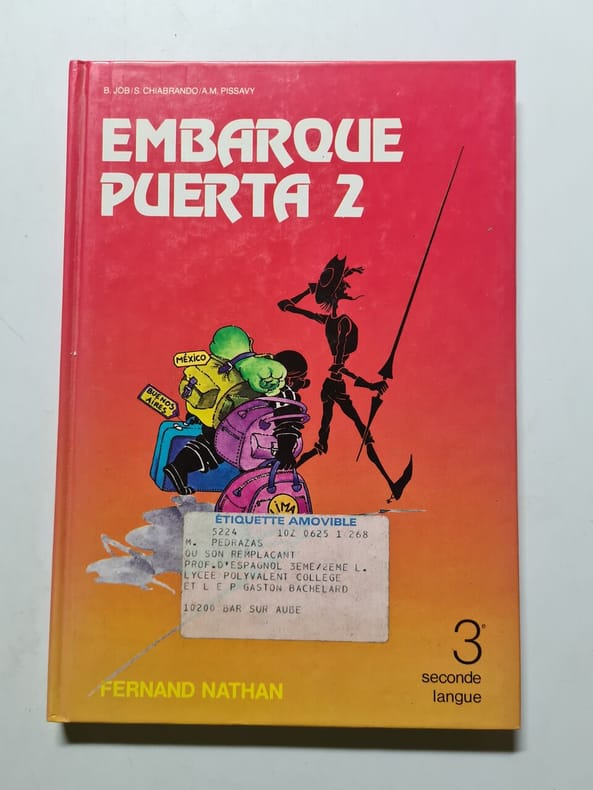 B. JOB/S. CHIABRANDO/A.M. PISSAVY
EMBARQUE
PUERTA 2
MÉXICO
BUENOS
AIRES
LIMA
ÉTIQUETTE AMOVIBLE
5224 10Z 0625 1 268
M. PEDRAZAS
OU SON REMPLACANT
PROF.D'ESPAGNOL 3EME/2EME L.
LYCEE POLYVALENT COLLEGE
ET L E P GASTON BACHELARD
10200 BAR SUR AUBE
3e
seconde
langue
FERNAND NATHAN